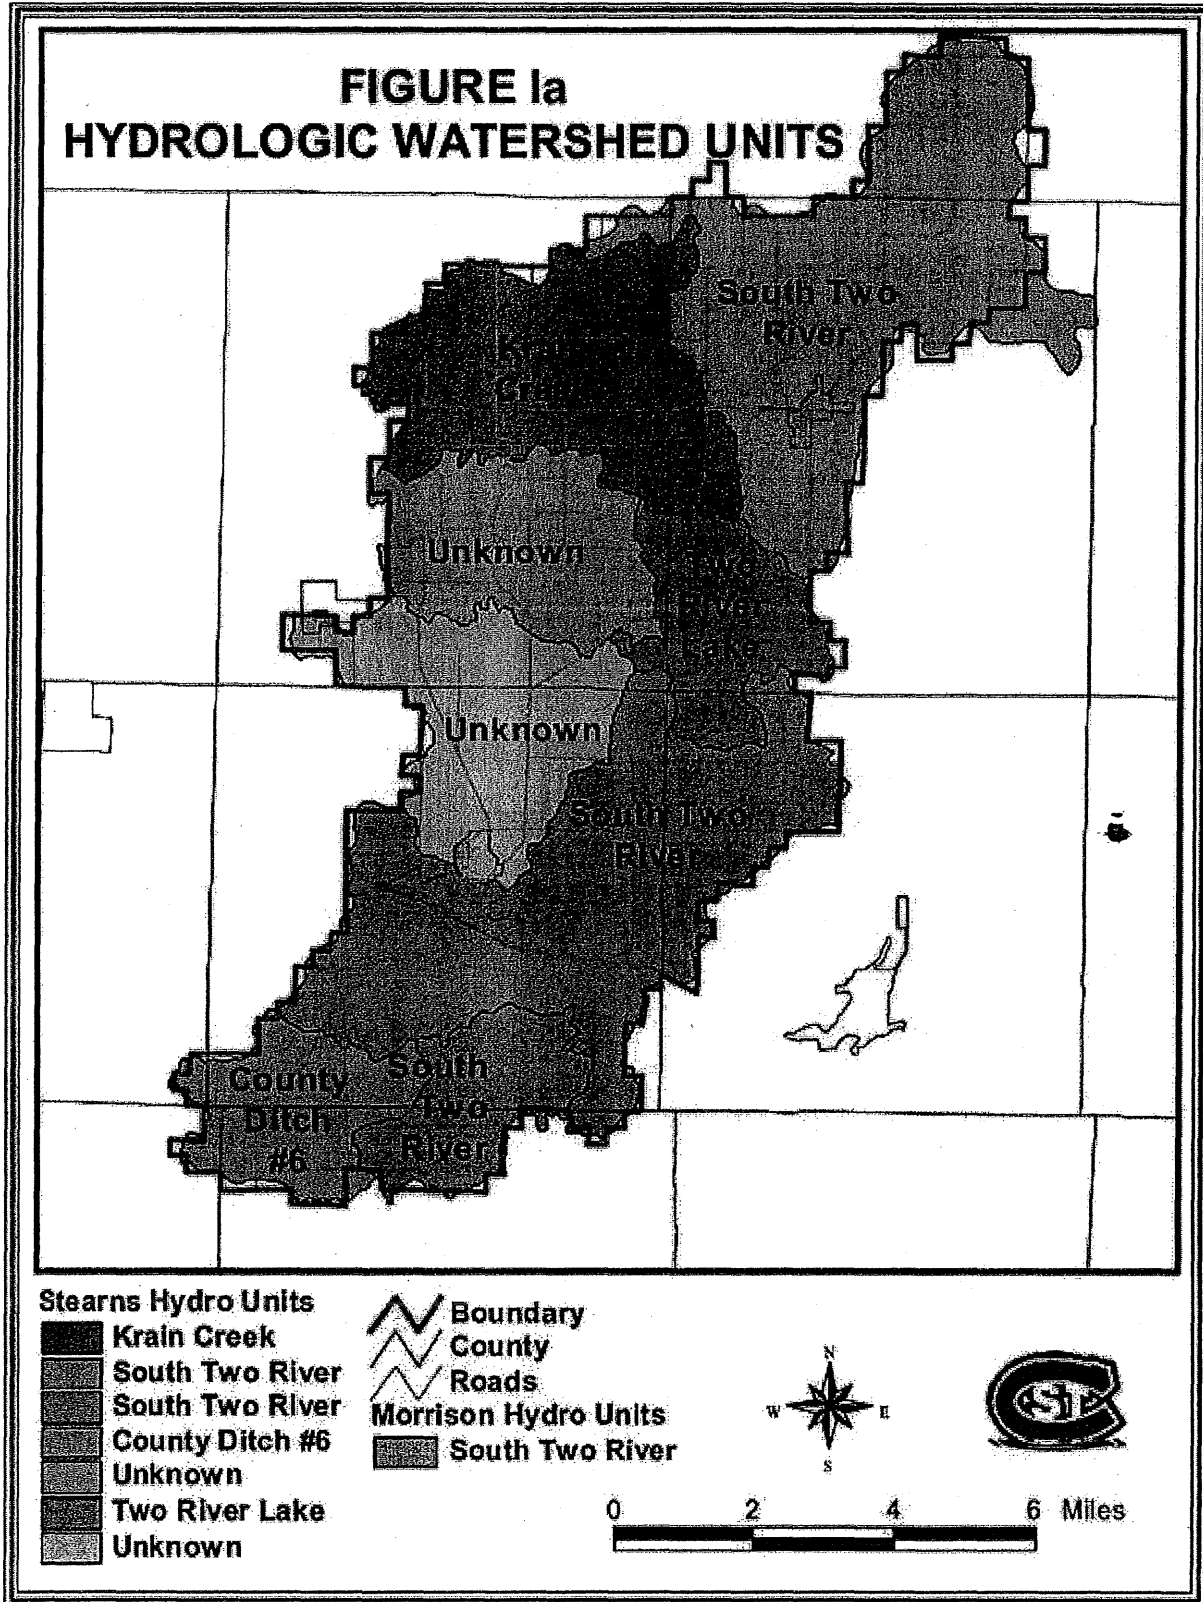 FIGURE Ia
HYDROLOGIC WATERSHED UNITS
South Two
River
Krain
Creek
Unknown
Two
River
Lake
Unknown
South Two
River
County
Ditch
#6
South
Two
River
Stearns Hydro Units
Krain Creek
South Two River
South Two River
County Ditch #6
Unknown
Two River Lake
Unknown
Boundary
County
Roads
Morrison Hydro Units
South Two River
N
W
E
S
0 2 4 6 Miles